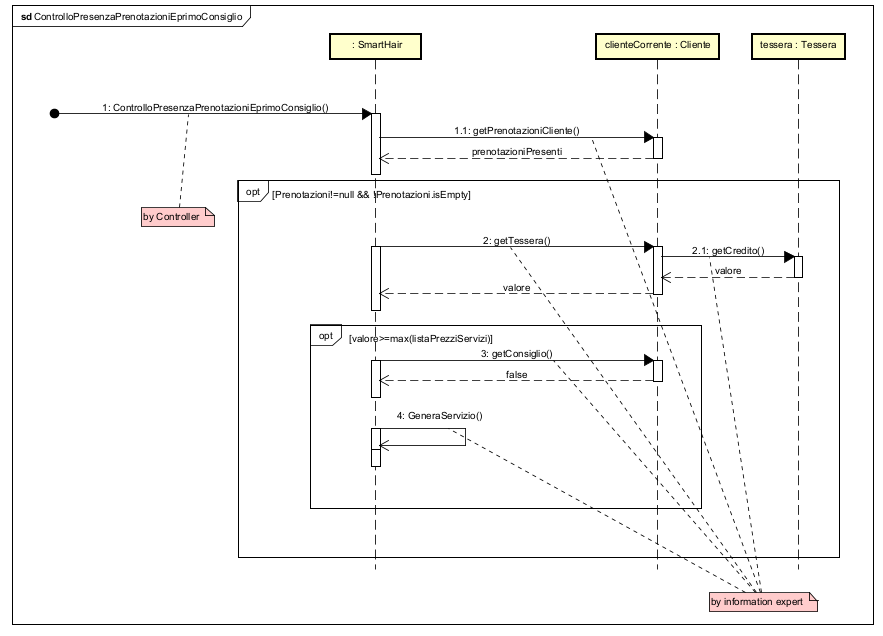 sd ControlloPresenzaPrenotazioniEprimoConsiglio
: SmartHair
clienteCorrente : Cliente
tessera : Tessera
1: ControlloPresenzaPrenotazioniEprimoConsiglio()
1.1: getPrenotazioniCliente()
prenotazioniPresenti
opt
[Prenotazioni!=null && !Prenotazioni.isEmpty]
by Controller
2: getTessera()
2.1: getCredito()
valore
valore
opt
[valore>=max(listaPrezziServizi)]
3: getConsiglio()
false
4: GeneraServizio()
by information expert